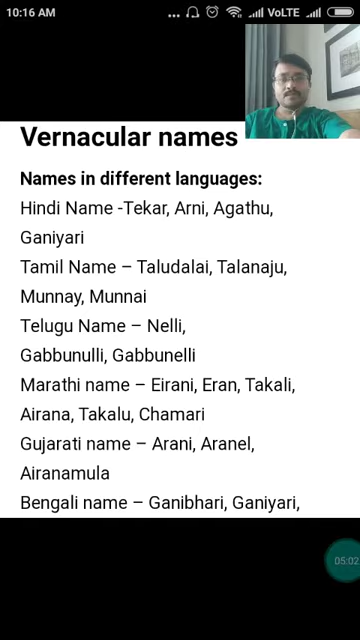 10:16 AM
... VoLTE
Vernacular names
Names in different languages:
Hindi Name -Tekar, Arni, Agathu,
Ganiyari
Tamil Name – Taludalai, Talanaju,
Munnay, Munnai
Telugu Name – Nelli,
Gabbunulli, Gabbunelli
Marathi name – Eirani, Eran, Takali,
Airana, Takalu, Chamari
Gujarati name – Arani, Aranel,
Airanamula
Bengali name – Ganibhari, Ganiyari,
05:02